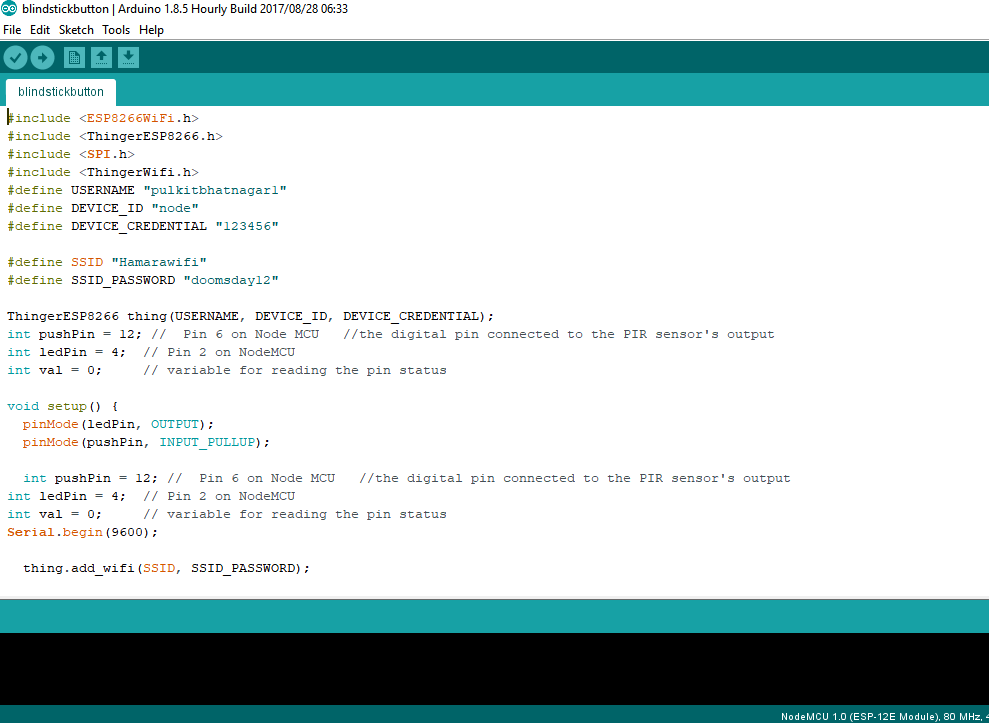 blindstickbutton | Arduino 1.8.5 Hourly Build 2017/08/28 06:33
File Edit Sketch Tools Help
blindstickbutton
#include <ESP8266WiFi.h>
#include <ThingerESP8266.h>
#include <SPI.h>
#include <ThingerWifi.h>
#define USERNAME "pulkitbhatnagar1"
#define DEVICE_ID "node"
#define DEVICE_CREDENTIAL "123456"
#define SSID "Hamarawifi"
#define SSID_PASSWORD "doomsday12"
ThingerESP8266 thing(USERNAME, DEVICE_ID, DEVICE_CREDENTIAL);
int pushPin = 12; //  Pin 6 on Node MCU   //the digital pin connected to the PIR sensor's output
int ledPin = 4;  // Pin 2 on NodeMCU
int val = 0;     // variable for reading the pin status
void setup() {
  pinMode(ledPin, OUTPUT);
  pinMode(pushPin, INPUT_PULLUP);
  int pushPin = 12; //  Pin 6 on Node MCU   //the digital pin connected to the PIR sensor's output
int ledPin = 4;  // Pin 2 on NodeMCU
int val = 0;     // variable for reading the pin status
Serial.begin(9600);
  thing.add_wifi(SSID, SSID_PASSWORD);
NodeMCU 1.0 (ESP-12E Module), 80 MHz,